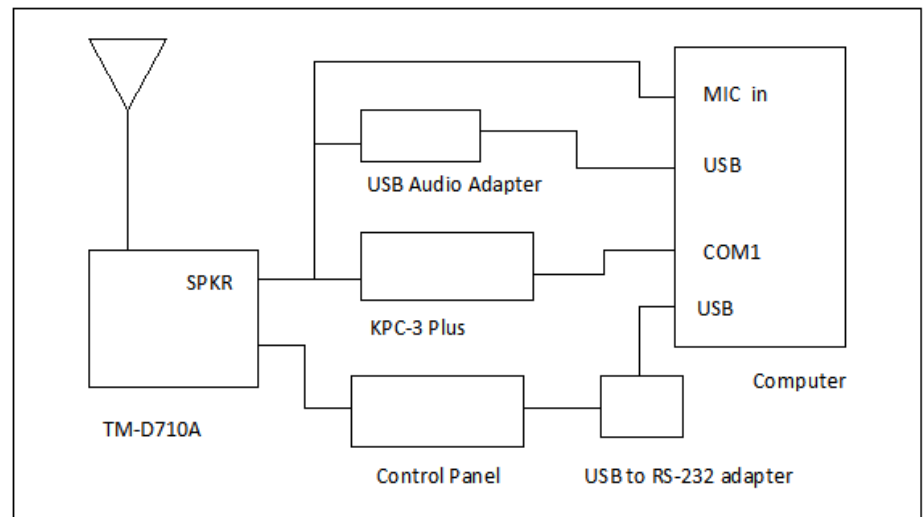 MIC in
USB Audio Adapter
USB
SPKR
COM1
KPC-3 Plus
USB
Computer
TM-D710A
Control Panel
USB to RS-232 adapter